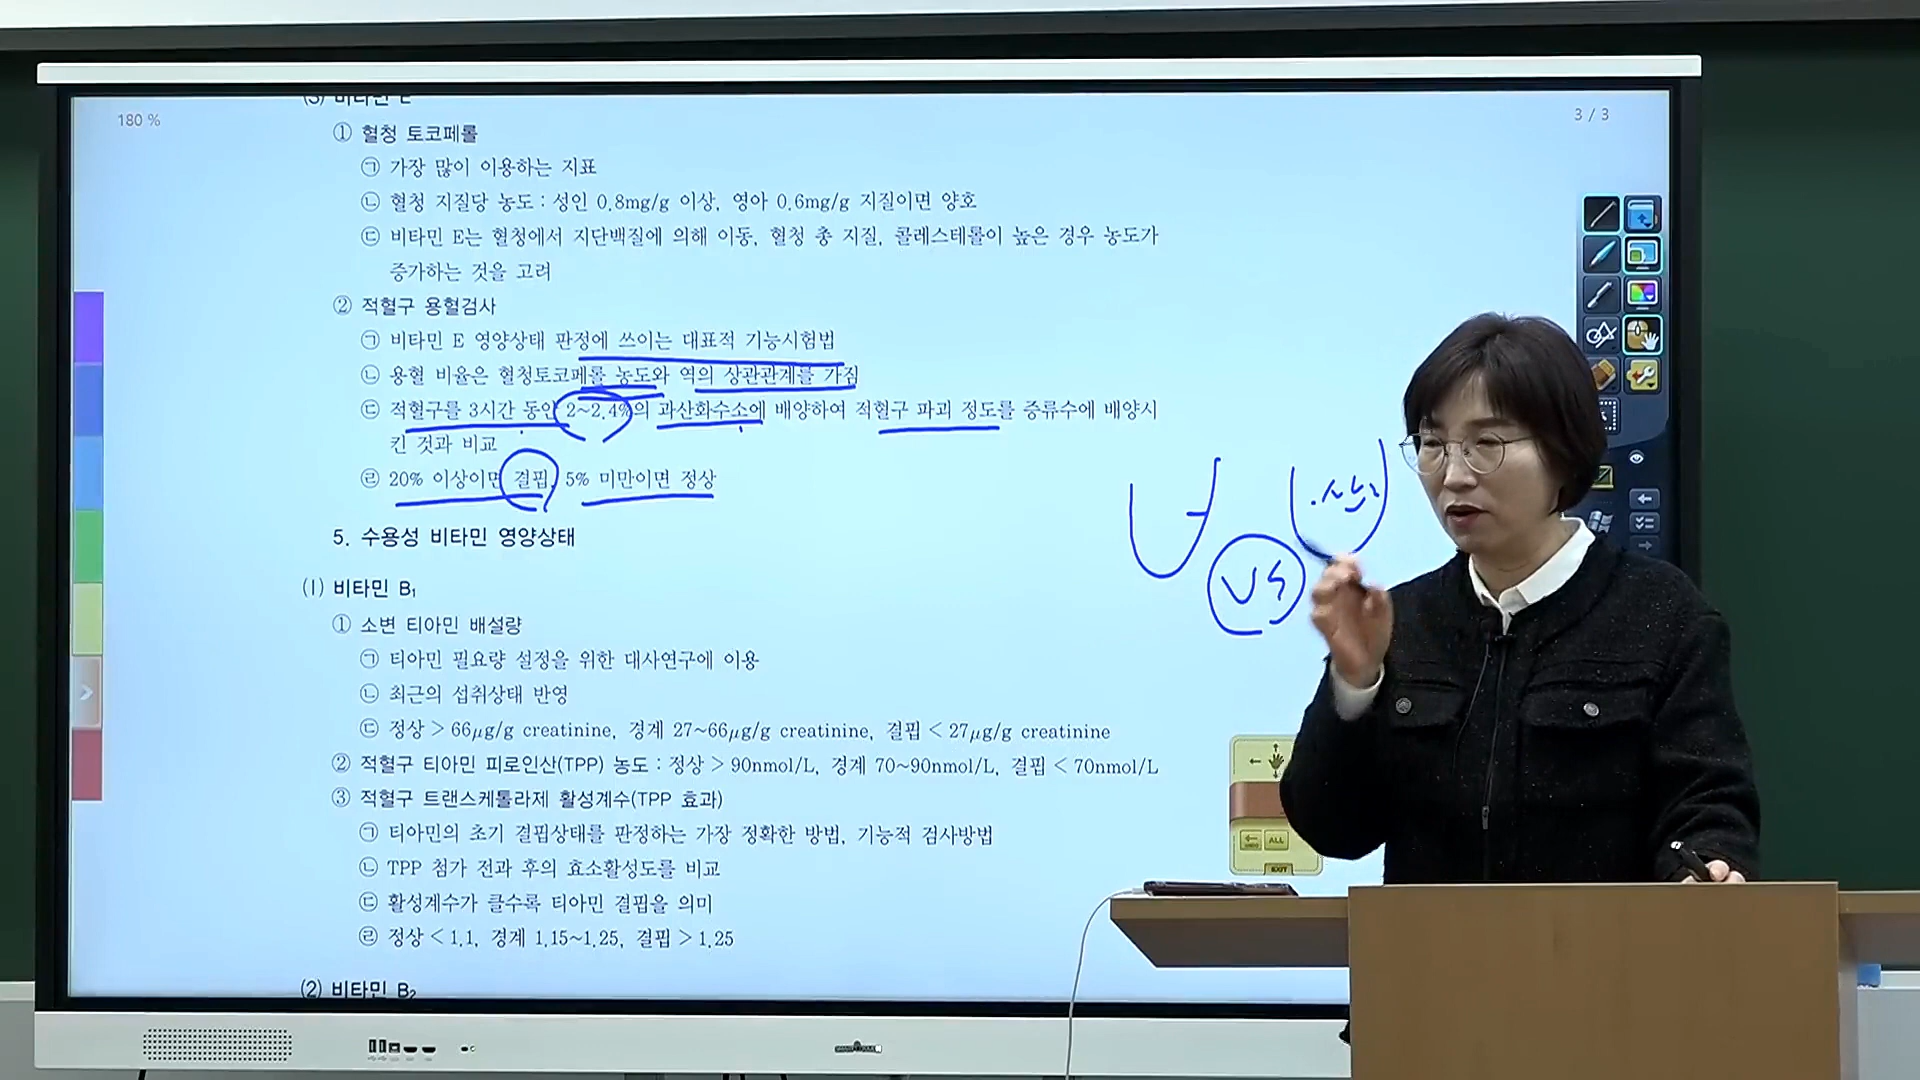 180 %
3 / 3
(3) 비타민 E
① 혈청 토코페롤
㉠ 가장 많이 이용하는 지표
㉡ 혈청 지질당 농도 : 성인 0.8mg/g 이상, 영아 0.6mg/g 지질이면 양호
㉢ 비타민 E는 혈청에서 지단백질에 의해 이동, 혈청 총 지질, 콜레스테롤이 높은 경우 농도가
증가하는 것을 고려
② 적혈구 용혈검사
㉠ 비타민 E 영양상태 판정에 쓰이는 대표적 기능시험법
㉡ 용혈 비율은 혈청토코페롤 농도와 역의 상관관계를 가짐
㉢ 적혈구를 3시간 동안 2~2.4%의 과산화수소에 배양하여 적혈구 파괴 정도를 증류수에 배양시
킨 것과 비교
㉣ 20% 이상이면 결핍, 5% 미만이면 정상
VS
5. 수용성 비타민 영양상태
(1) 비타민 B₁
① 소변 티아민 배설량
㉠ 티아민 필요량 설정을 위한 대사연구에 이용
㉡ 최근의 섭취상태 반영
㉢ 정상 > 66μg/g creatinine, 경계 27~66μg/g creatinine, 결핍 < 27μg/g creatinine
② 적혈구 티아민 피로인산(TPP) 농도 : 정상 > 90nmol/L, 경계 70~90nmol/L, 결핍 < 70nmol/L
③ 적혈구 트랜스케톨라제 활성계수(TPP 효과)
㉠ 티아민의 초기 결핍상태를 판정하는 가장 정확한 방법, 기능적 검사방법
㉡ TPP 첨가 전과 후의 효소활성도를 비교
㉢ 활성계수가 클수록 티아민 결핍을 의미
㉣ 정상 < 1.1, 경계 1.15~1.25, 결핍 > 1.25
(2) 비타민 B₂
ALL
EXIT